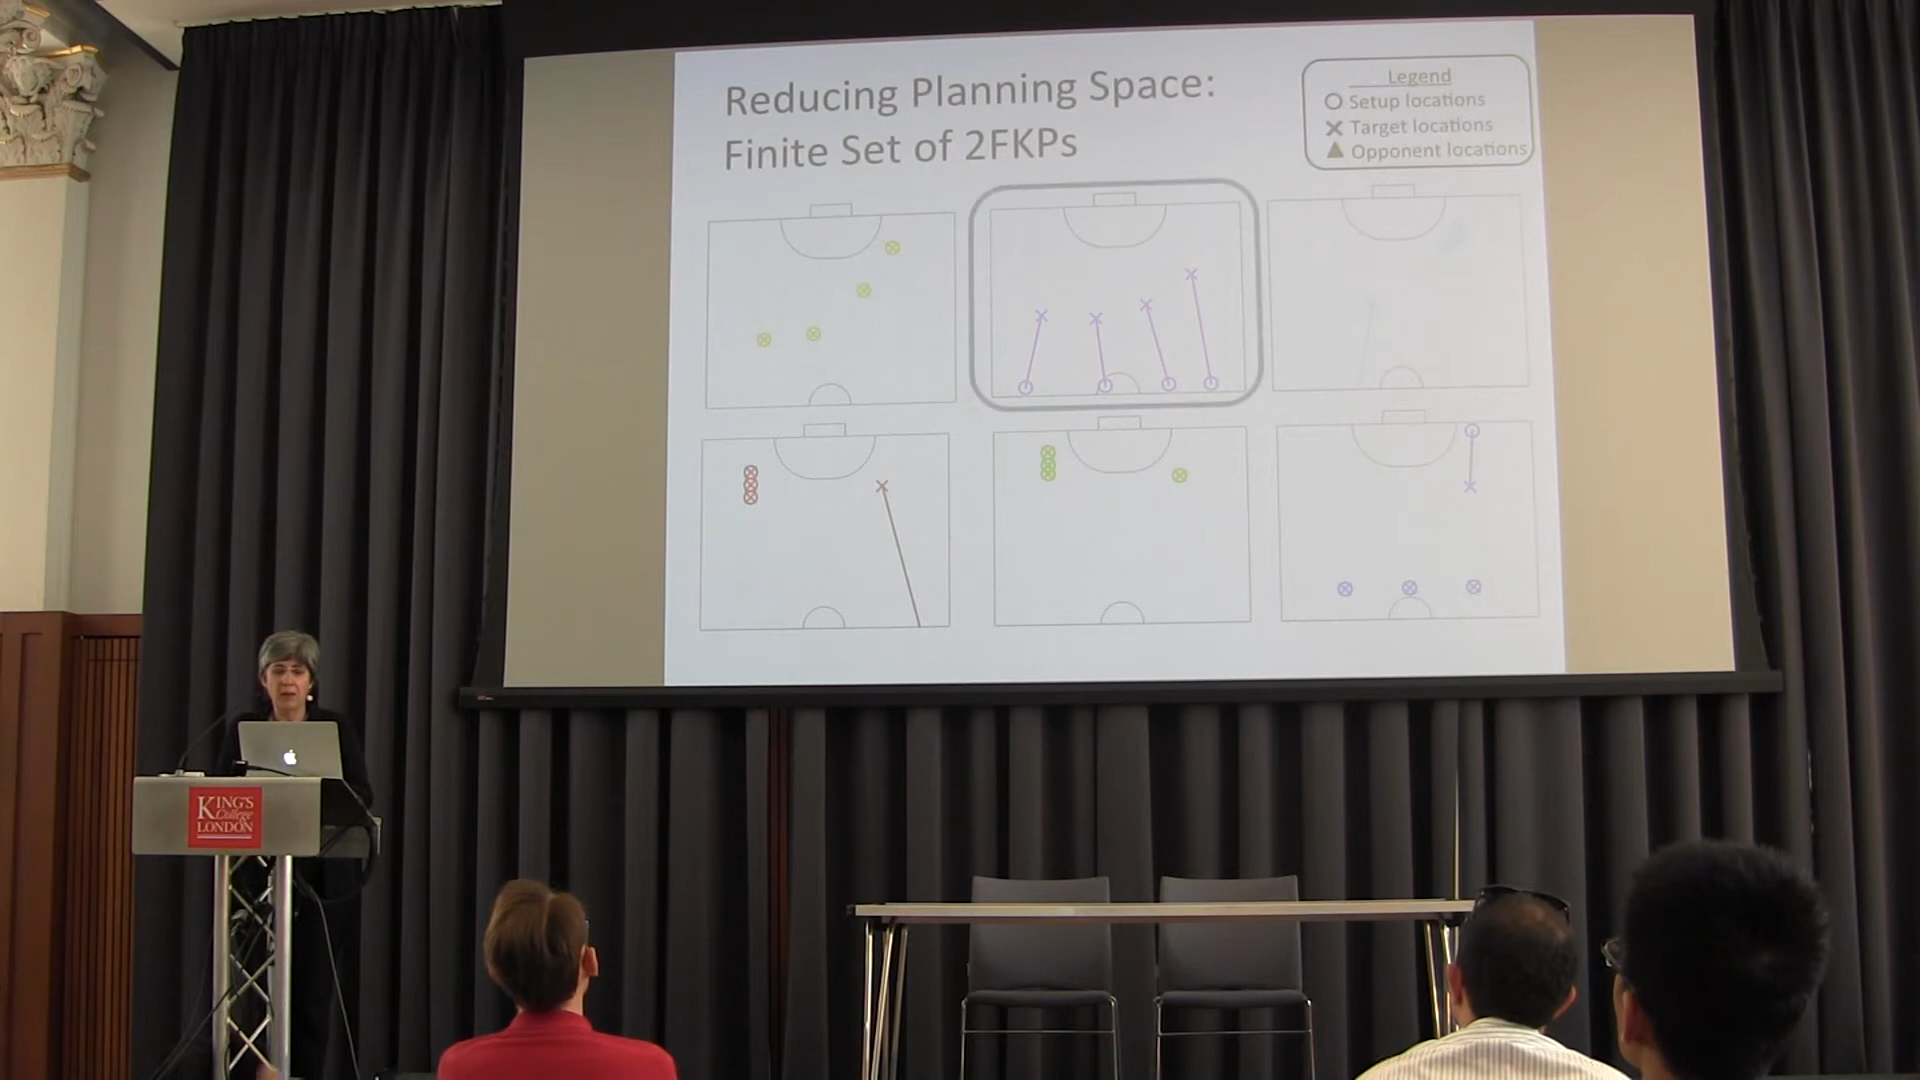 Reducing Planning Space:
Finite Set of 2FKPs
Legend
Setup locations
Target locations
Opponent locations
KING'S
College
LONDON